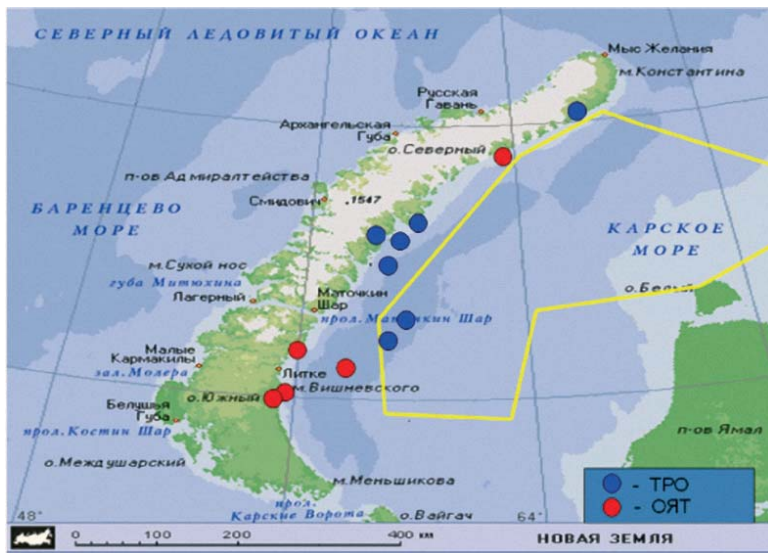 СЕВЕРНЫЙ ЛЕДОВИТЫЙ ОКЕАН
Мыс Желания
м.Константина
Русская
Гавань
Архангельская
Губа
о.Северный
п-ов Адмиралтейства
Смидович
.1547
БАРЕНЦЕВО
МОРЕ
КАРСКОЕ
МОРЕ
м.Сухой нос
губа Митюхина
Лагерный
Маточкин
Шар
прол.Маточкин Шар
о.Белый
Малые
Кармакилы
зал.Моллера
Литке
м.Вишневского
о.Южный
Белушья
Губа
прол.Костин Шар
п-ов Ямал
о.Междушарский
м.Меньшикова
прол.
Карские Ворота
о.Вайгач
- ТРО
- ОЯТ
48°
64°
0
100
200
400 км
НОВАЯ ЗЕМЛЯ